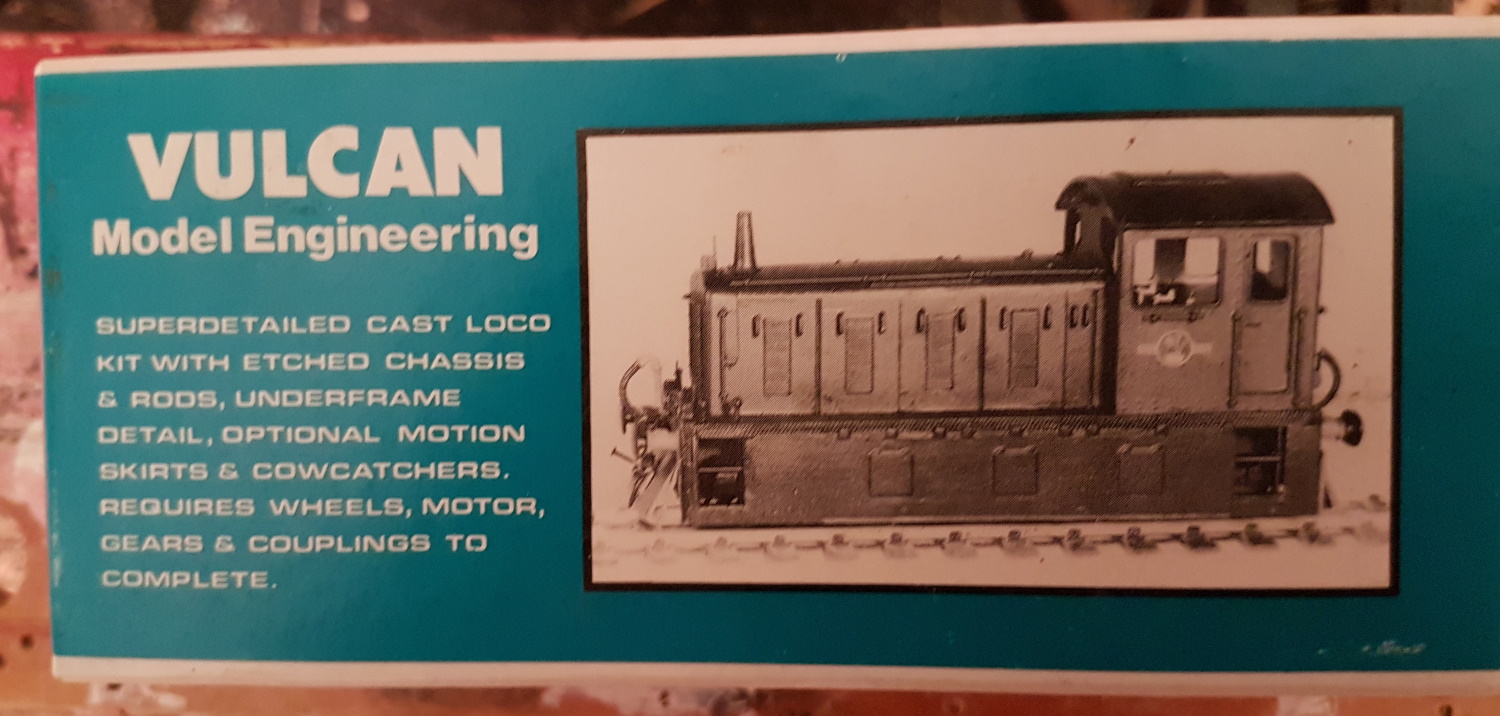 VULCAN
Model Engineering
SUPERDETAILED CAST LOCO
KIT WITH ETCHED CHASSIS
& RODS, UNDERFRAME
DETAIL, OPTIONAL MOTION
SKIRTS & COWCATCHERS.
REQUIRES WHEELS, MOTOR,
GEARS & COUPLINGS TO
COMPLETE.